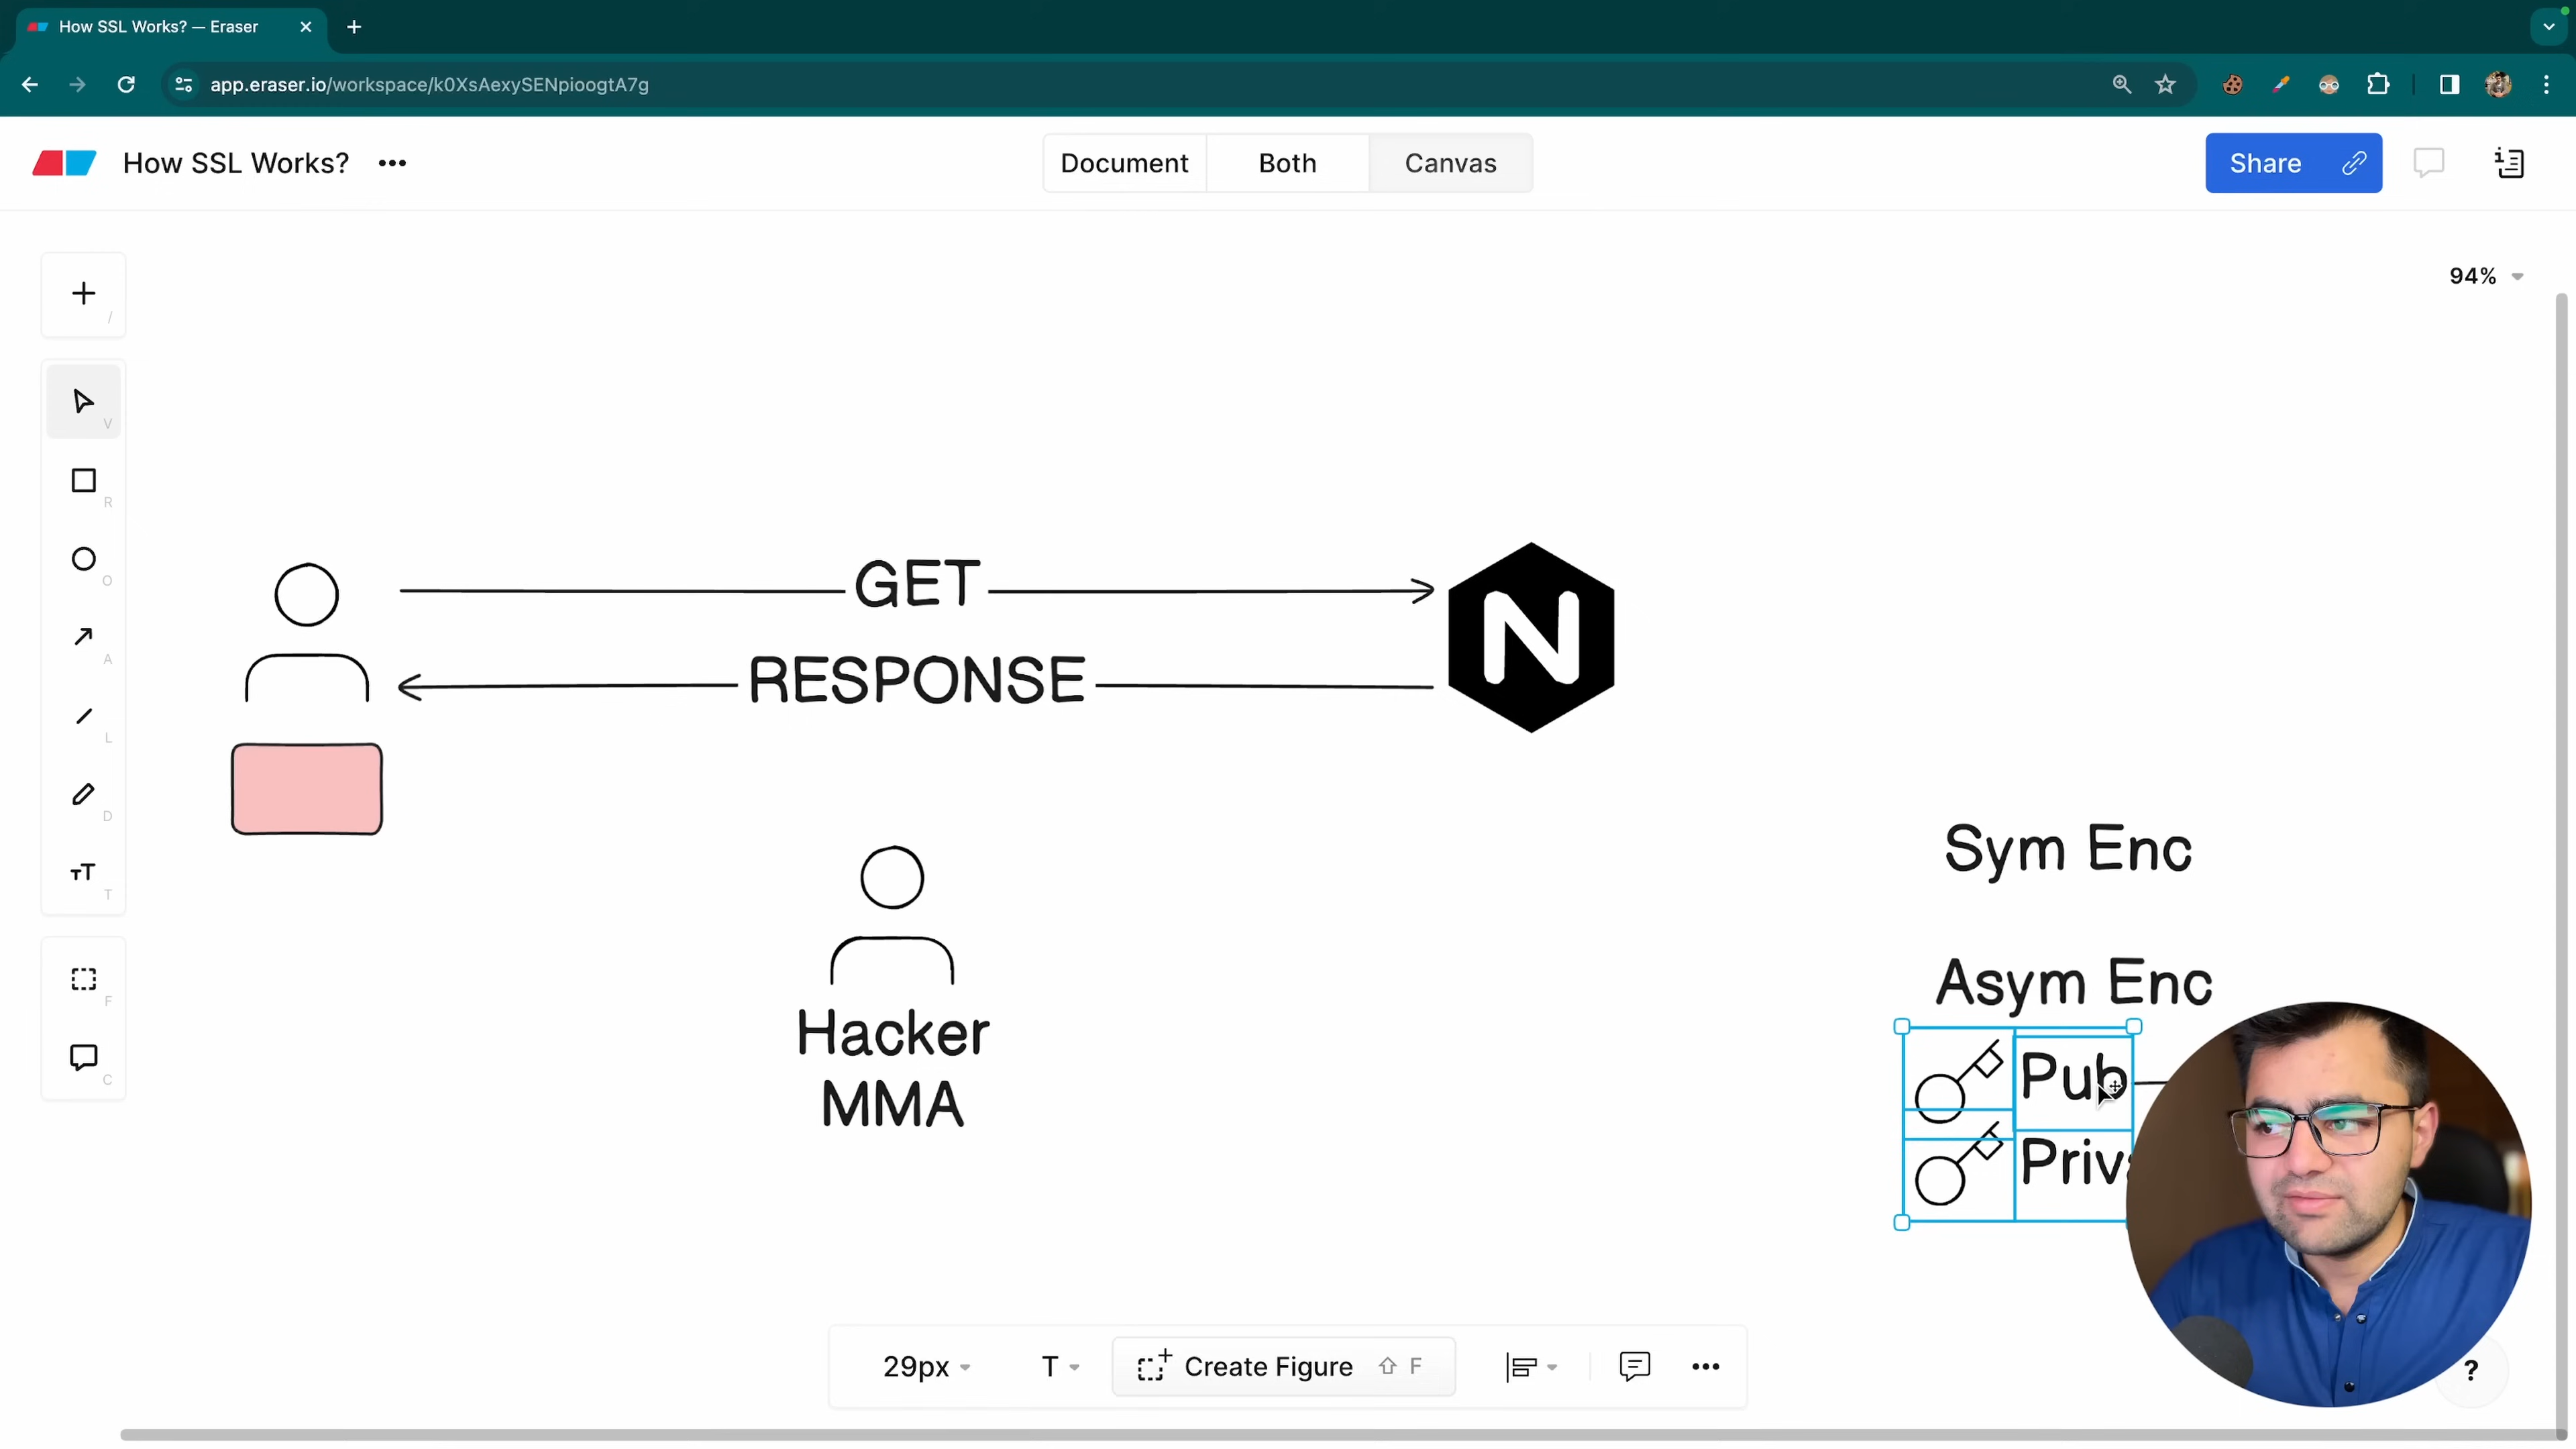 How SSL Works? — Eraser
app.eraser.io/workspace/k0XsAexySENpioogtA7g
How SSL Works?
Document Both Canvas
Share
94%
/
V
R
O
A
L
D
T
F
C
GET
RESPONSE
N
Sym Enc
Asym Enc
Pub
Hacker
MMA
29px T Create Figure F
?